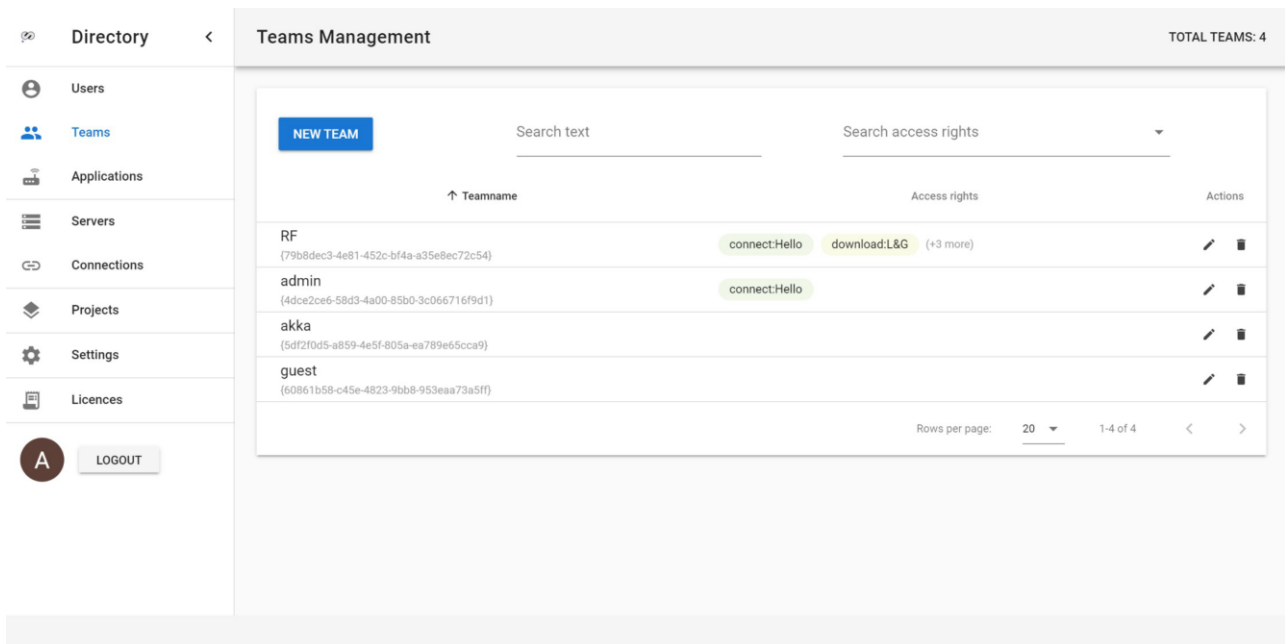 Directory
Teams Management
TOTAL TEAMS: 4
Users
Teams
Applications
Servers
Connections
Projects
Settings
Licences
A
LOGOUT
NEW TEAM
Search text
Search access rights
Teamname
Access rights
Actions
RF
connect:Hello
download:L&G
(+3 more)
{79b8dec3-4e81-452c-bf4a-a35e8ec72c54}
admin
connect:Hello
{4dce2ce6-58d3-4a00-85b0-3c066716f9d1}
akka
{5df2f0d5-a859-4e5f-805a-ea789e65cca9}
guest
{60861b58-c45e-4823-9bb8-953eaa73a5ff}
Rows per page:
20
1-4 of 4